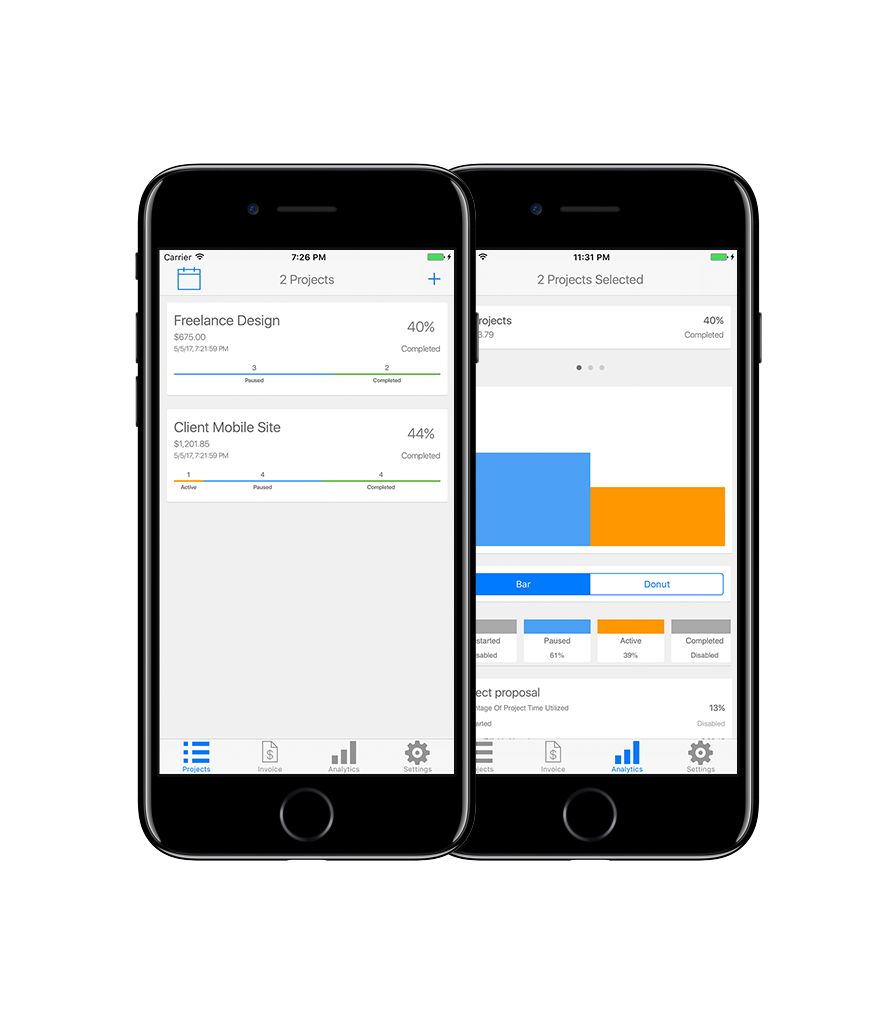 Carrier 7:26 PM
2 Projects
Freelance Design
$675.00
40%
5/5/17, 7:21:59 PM
Completed
3 2
Paused Completed
Client Mobile Site
$1,201.85
44%
5/5/17, 7:21:59 PM
Completed
1 4 4
Active Paused Completed
Projects Invoice Analytics Settings
11:31 PM
2 Projects Selected
rojects 40%
3.79 Completed
Bar Donut
started Paused Active Completed
sabled 61% 39% Disabled
ect proposal
ntage Of Project Time Utilized 13%
arted Disabled
jects Invoice Analytics Settings